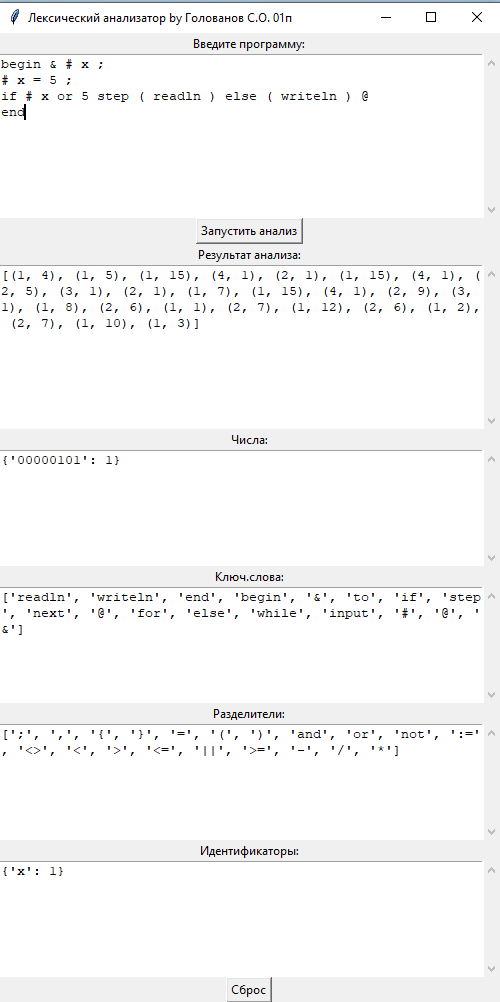 Лексический анализатор by Голованов С.О. 01п
Введите программу:
begin & # x ;
# x = 5 ;
if # x or 5 step ( readln ) else ( writeln ) @
end
Запустить анализ
Результат анализа:
[(1, 4), (1, 5), (1, 15), (4, 1), (2, 1), (1, 15), (4, 1), (
2, 5), (3, 1), (2, 1), (1, 7), (1, 15), (4, 1), (2, 9), (3,
1), (1, 8), (2, 6), (1, 1), (2, 7), (1, 12), (2, 6), (1, 2),
(2, 7), (1, 10), (1, 3)]
Числа:
{'00000101': 1}
Ключ.слова:
['readln', 'writeln', 'end', 'begin', '&', 'to', 'if', 'step
', 'next', '@', 'for', 'else', 'while', 'input', '#', '@', '
&']
Разделители:
[';', ',', '{', '}', '=', '(', ')', 'and', 'or', 'not', ':='
, '<>', '<', '>', '<=', '||', '>=', '-', '/', '*']
Идентификаторы:
{'x': 1}
Сброс